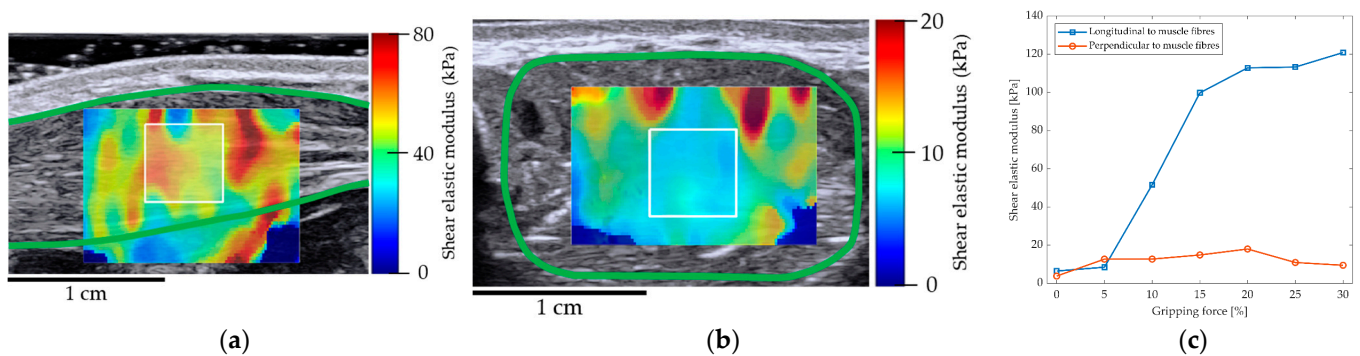 80
40
0
Shear elastic modulus (kPa)
1 cm
(a)
20
10
0
Shear elastic modulus (kPa)
1 cm
(b)
140
120
100
80
60
40
20
0
Shear elastic modulus [kPa]
Longitudinal to muscle fibres
Perpendicular to muscle fibres
0 5 10 15 20 25 30
Gripping force [%]
(c)